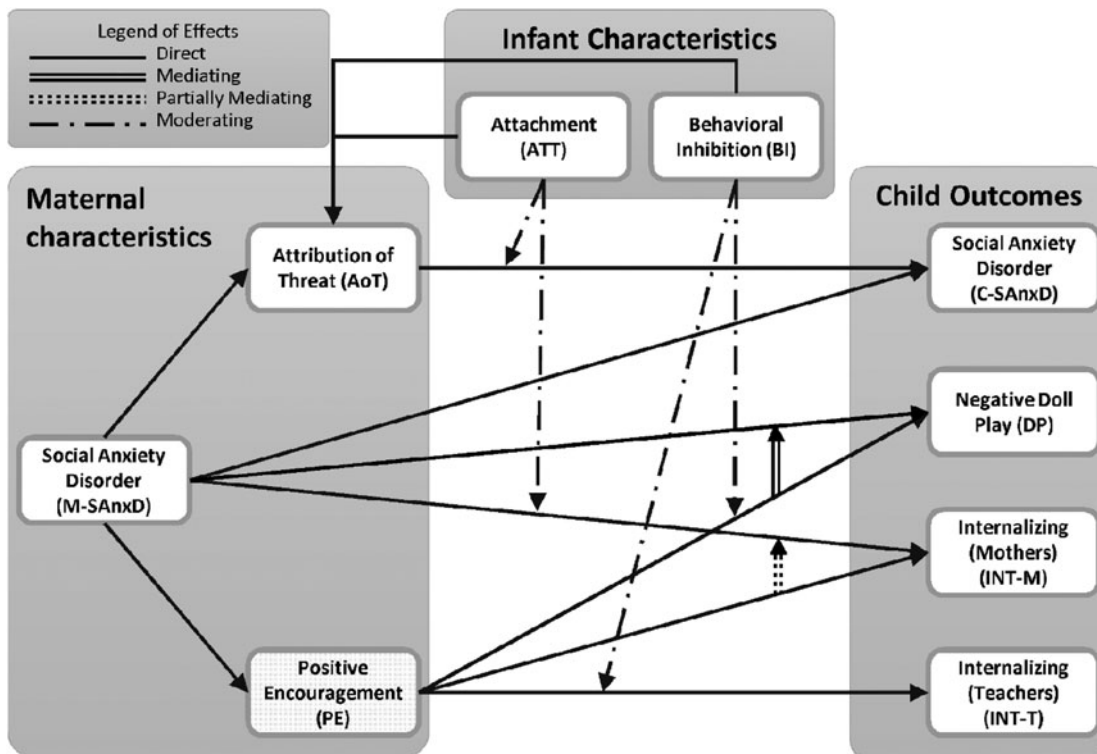 Legend of Effects
Direct
Mediating
Partially Mediating
Moderating
Infant Characteristics
Attachment
(ATT)
Behavioral
Inhibition (BI)
Maternal
characteristics
Attribution of
Threat (AoT)
Social Anxiety
Disorder
(M-SAnxD)
Positive
Encouragement
(PE)
Child Outcomes
Social Anxiety
Disorder
(C-SAnxD)
Negative Doll
Play (DP)
Internalizing
(Mothers)
(INT-M)
Internalizing
(Teachers)
(INT-T)